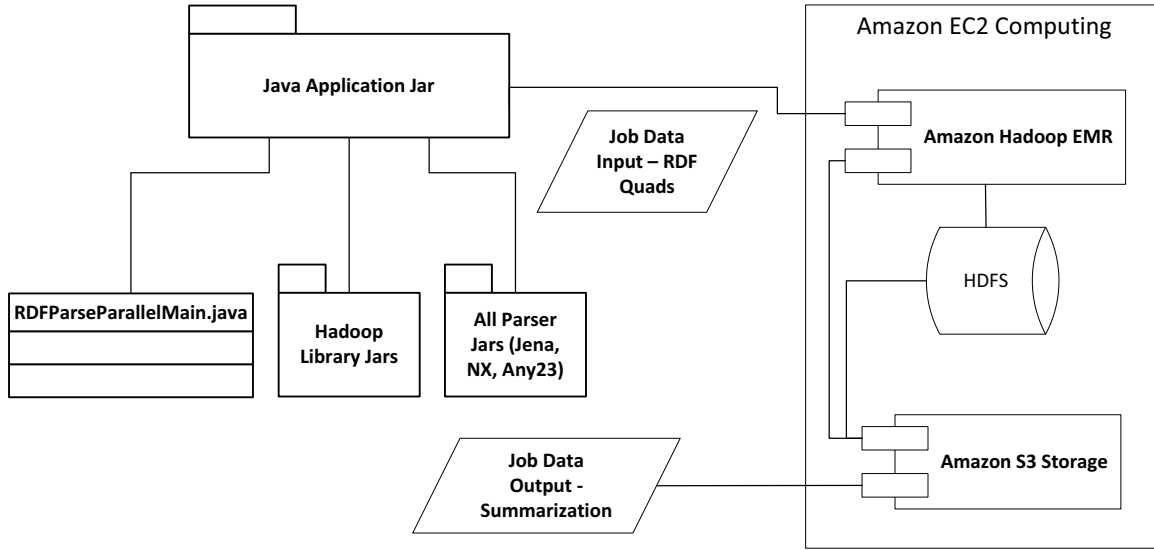 Amazon EC2 Computing
Java Application Jar
Job Data
Input – RDF
Quads
Amazon Hadoop EMR
HDFS
RDFParseParallelMain.java
Hadoop
Library Jars
All Parser
Jars (Jena,
NX, Any23)
Job Data
Output -
Summarization
Amazon S3 Storage